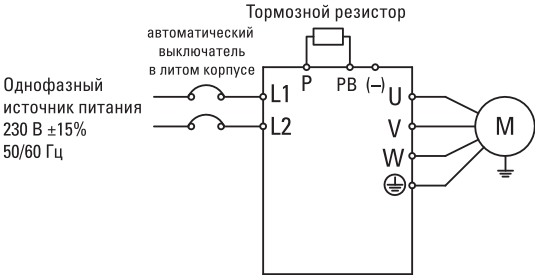 Тормозной резистор
автоматический
выключатель
в литом корпусе
P
PB
(–)
Однофазный
источник питания
230 В ±15%
50/60 Гц
L1
L2
U
V
W
M